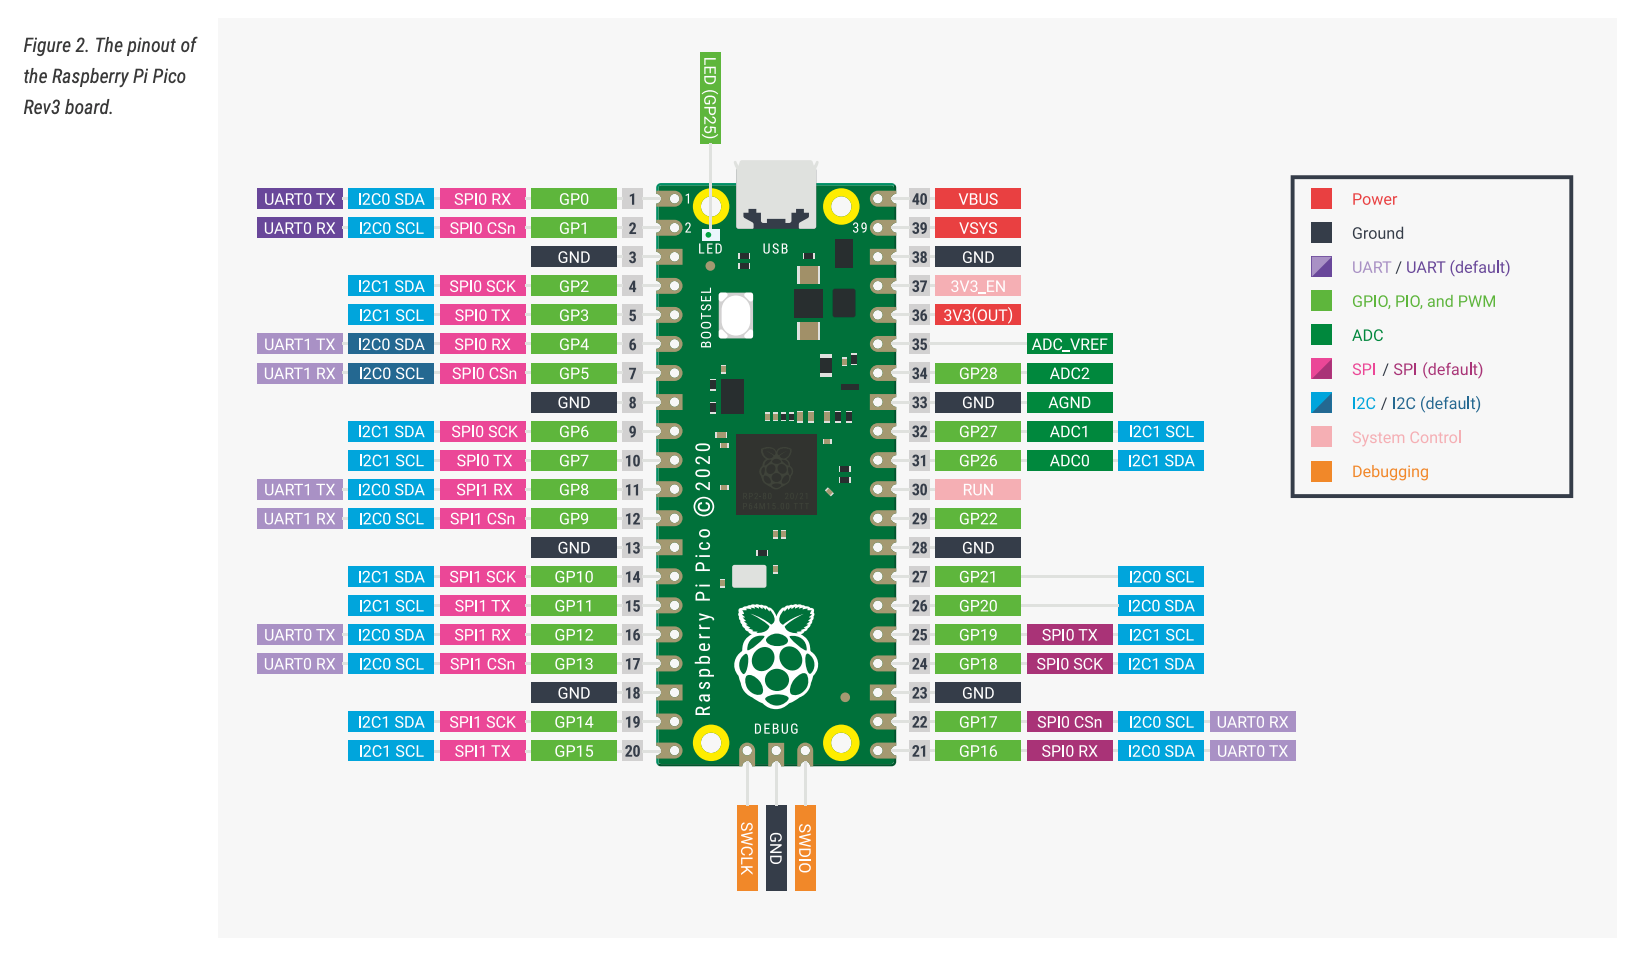 Figure 2. The pinout of
the Raspberry Pi Pico
Rev3 board.
LED (GP25)
UART0 TX I2C0 SDA SPI0 RX GP0 1
UART0 RX I2C0 SCL SPI0 CSn GP1 2
GND 3
I2C1 SDA SPI0 SCK GP2 4
I2C1 SCL SPI0 TX GP3 5
UART1 TX I2C0 SDA SPI0 RX GP4 6
UART1 RX I2C0 SCL SPI0 CSn GP5 7
GND 8
I2C1 SDA SPI0 SCK GP6 9
I2C1 SCL SPI0 TX GP7 10
UART1 TX I2C0 SDA SPI1 RX GP8 11
UART1 RX I2C0 SCL SPI1 CSn GP9 12
GND 13
I2C1 SDA SPI1 SCK GP10 14
I2C1 SCL SPI1 TX GP11 15
UART0 TX I2C0 SDA SPI1 RX GP12 16
UART0 RX I2C0 SCL SPI1 CSn GP13 17
GND 18
I2C1 SDA SPI1 SCK GP14 19
I2C1 SCL SPI1 TX GP15 20
1
2
39
LED
USB
BOOTSEL
Raspberry Pi Pico © 2020
DEBUG
40 VBUS
39 VSYS
38 GND
37 3V3_EN
36 3V3(OUT)
35 ADC_VREF
34 GP28 ADC2
33 GND AGND
32 GP27 ADC1 I2C1 SCL
31 GP26 ADC0 I2C1 SDA
30 RUN
29 GP22
28 GND
27 GP21 I2C0 SCL
26 GP20 I2C0 SDA
25 GP19 SPI0 TX I2C1 SCL
24 GP18 SPI0 SCK I2C1 SDA
23 GND
22 GP17 SPI0 CSn I2C0 SCL UART0 RX
21 GP16 SPI0 RX I2C0 SDA UART0 TX
SWCLK
GND
SWDIO
Power
Ground
UART / UART (default)
GPIO, PIO, and PWM
ADC
SPI / SPI (default)
I2C / I2C (default)
System Control
Debugging